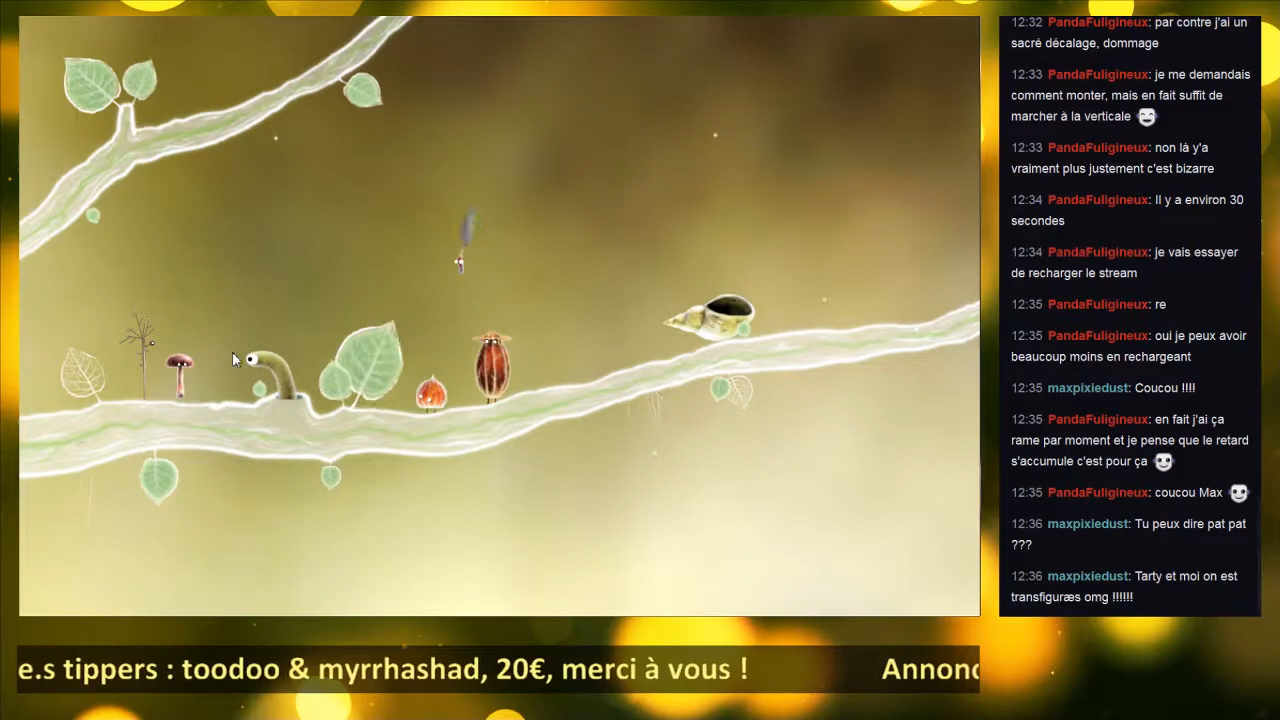 12:32 PandaFuligineux: par contre j'ai un
sacré décalage, dommage
12:33 PandaFuligineux: je me demandais
comment monter, mais en fait suffit de
marcher à la verticale
12:33 PandaFuligineux: non là y'a
vraiment plus justement c'est bizarre
12:34 PandaFuligineux: Il y a environ 30
secondes
12:34 PandaFuligineux: je vais essayer
de recharger le stream
12:35 PandaFuligineux: re
12:35 PandaFuligineux: oui je peux avoir
beaucoup moins en rechargeant
12:35 maxpixiedust: Coucou !!!!
12:35 PandaFuligineux: en fait j'ai ça
rame par moment et je pense que le retard
s'accumule c'est pour ça
12:35 PandaFuligineux: coucou Max
12:36 maxpixiedust: Tu peux dire pat pat
???
12:36 maxpixiedust: Tarty et moi on est
transfiguræs omg !!!!!!
e.s tippers : toodoo & myrrhashad, 20€, merci à vous ! Annonc